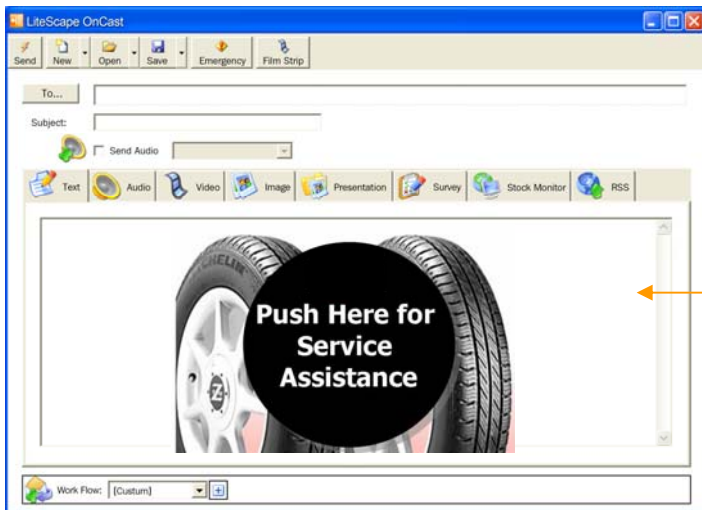 LiteScape OnCast
Send New Open Save Emergency Film Strip
To...
Subject:
Send Audio
Text Audio Video Image Presentation Survey Stock Monitor RSS
MICHELIN
Push Here for
Service
Assistance
Z
Work Flow: [Custum]